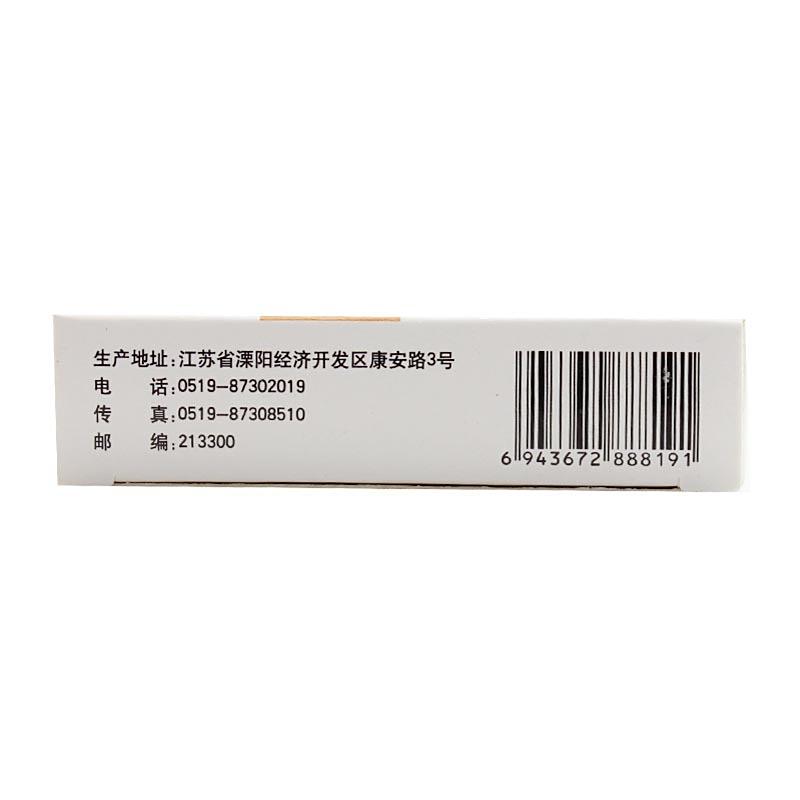 生产地址:江苏省溧阳经济开发区康安路3号
电 话:0519-87302019
传 真:0519-87308510
邮 编:213300
6 943672 888191